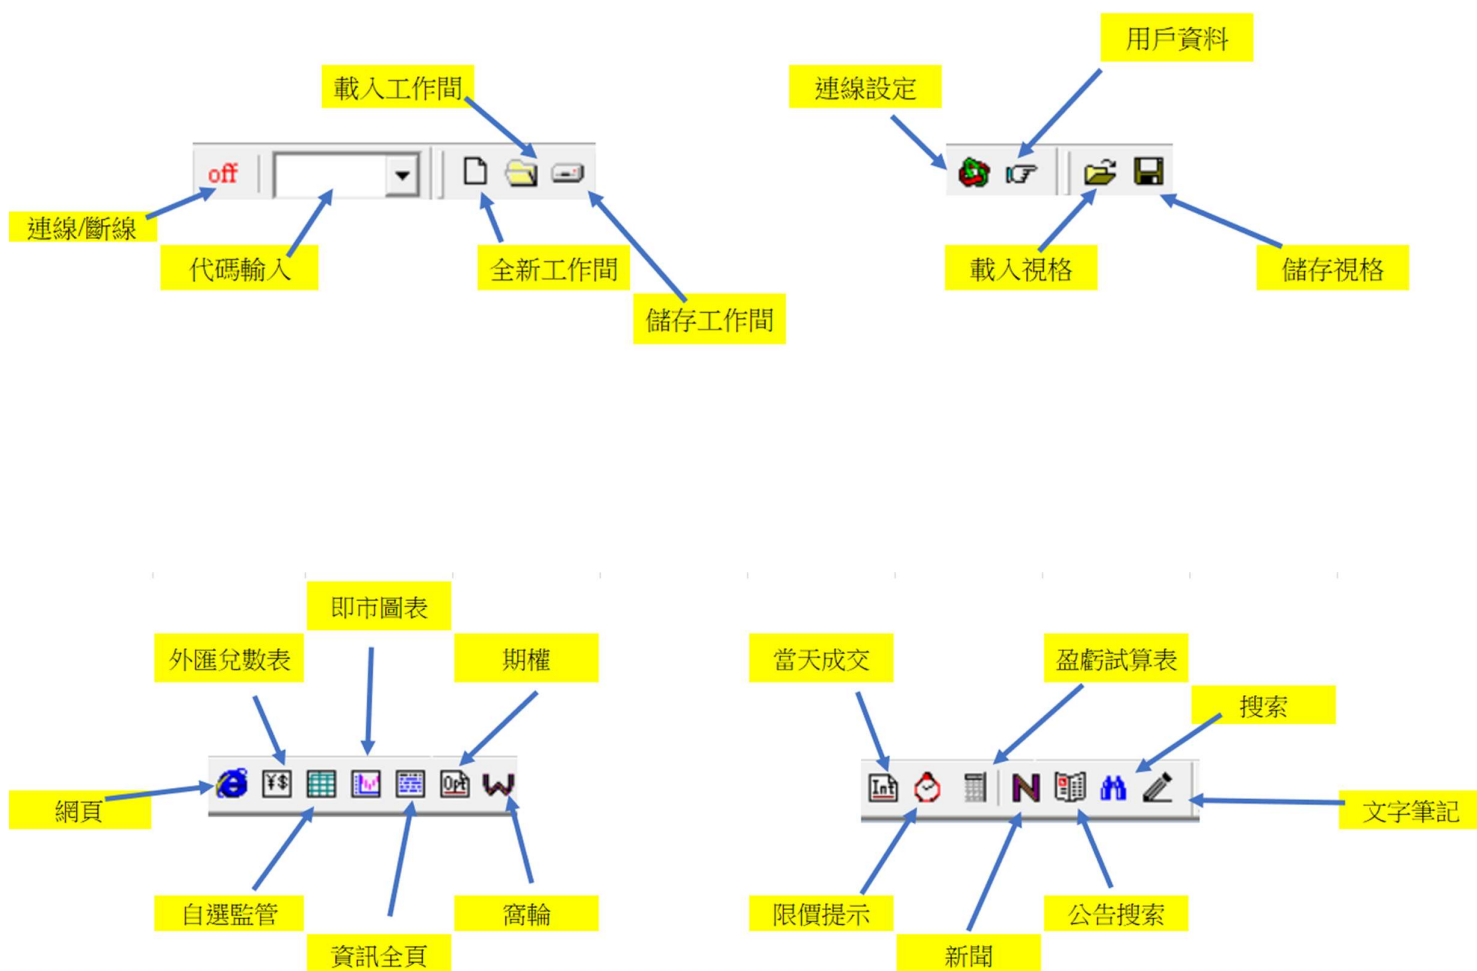 用戶資料
載入工作間
連線設定
off
連線/斷線
代碼輸入
全新工作間
儲存工作間
載入視格
儲存視格
即市圖表
外匯兌數表
期權
當天成交
盈虧試算表
搜索
¥$
Opt
W
Int
N
網頁
文字筆記
自選監管
窩輪
資訊全頁
限價提示
公告搜索
新聞